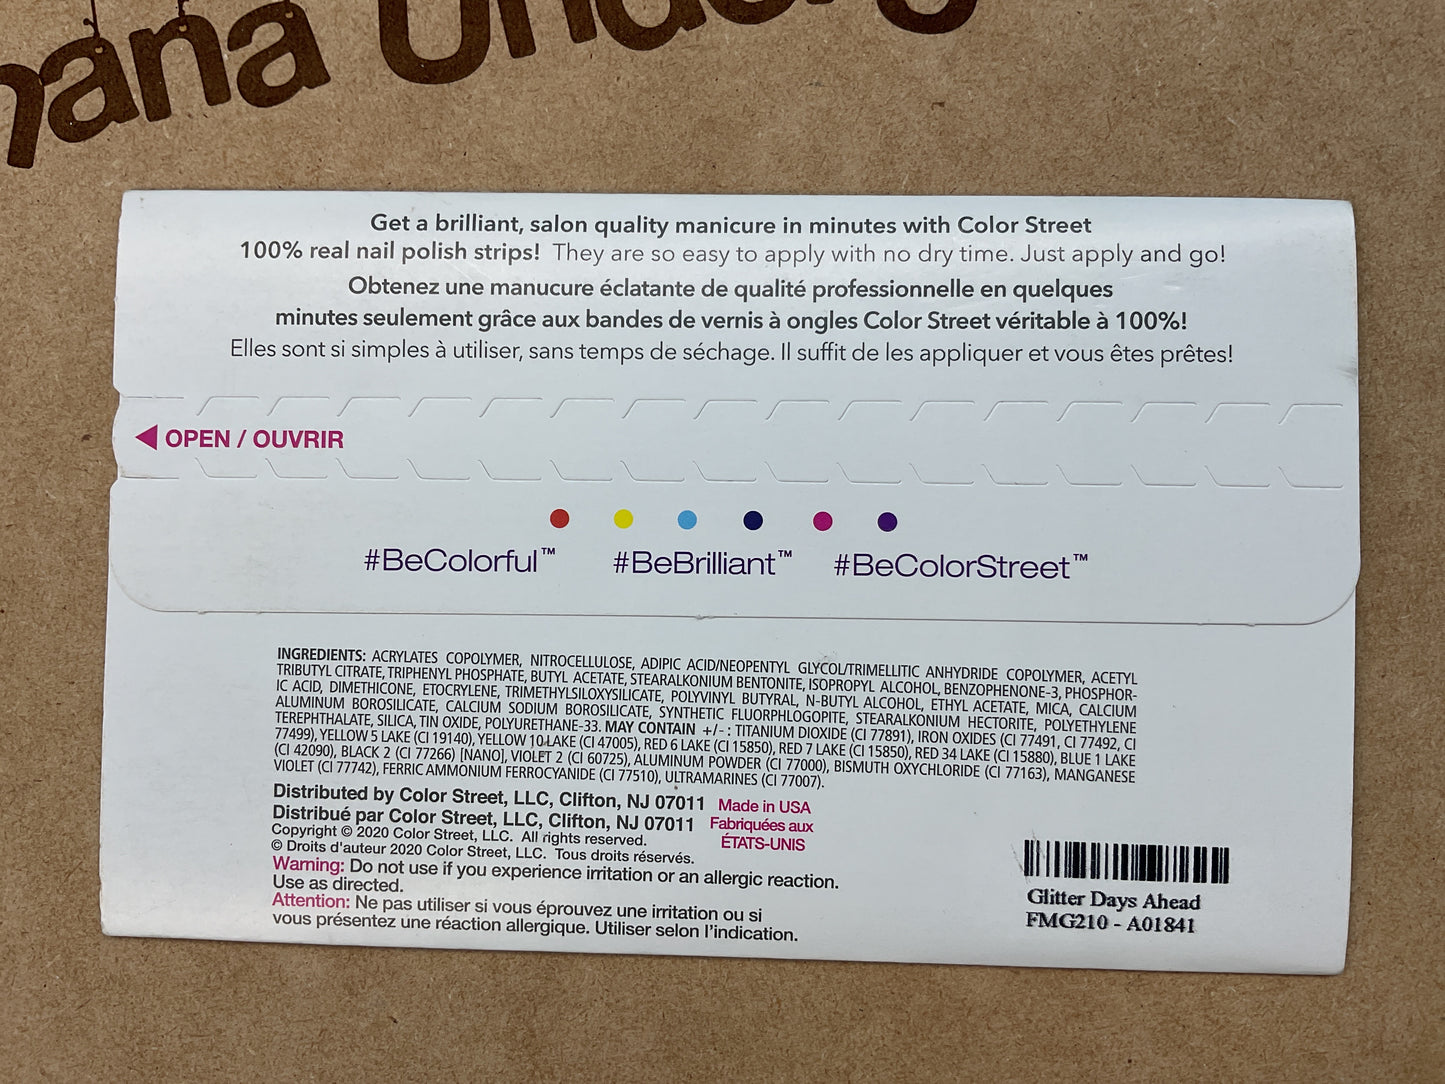 Get a brilliant, salon quality manicure in minutes with Color Street
100% real nail polish strips! They are so easy to apply with no dry time. Just apply and go!
Obtenez une manucure éclatante de qualité professionnelle en quelques
minutes seulement grâce aux bandes de vernis à ongles Color Street véritable à 100%!
Elles sont si simples à utiliser, sans temps de séchage. Il suffit de les appliquer et vous êtes prêtes!
OPEN / OUVRIR
#BeColorful™ #BeBrilliant™ #BeColorStreet™
INGREDIENTS: ACRYLATES COPOLYMER, NITROCELLULOSE, ADIPIC ACID/NEOPENTYL GLYCOL/TRIMELLITIC ANHYDRIDE COPOLYMER, ACETYL
TRIBUTYL CITRATE, TRIPHENYL PHOSPHATE, BUTYL ACETATE, STEARALKONIUM BENTONITE, ISOPROPYL ALCOHOL, BENZOPHENONE-3, PHOSPHOR-
IC ACID, DIMETHICONE, ETOCRYLENE, TRIMETHYLSILOXYSILICATE, POLYVINYL BUTYRAL, N-BUTYL ALCOHOL, ETHYL ACETATE, MICA, CALCIUM
ALUMINUM BOROSILICATE, CALCIUM SODIUM BOROSILICATE, SYNTHETIC FLUORPHLOGOPITE, STEARALKONIUM HECTORITE, POLYETHYLENE
TEREPHTHALATE, SILICA, TIN OXIDE, POLYURETHANE-33. MAY CONTAIN +/- : TITANIUM DIOXIDE (CI 77891), IRON OXIDES (CI 77491, CI 77492, CI
77499), YELLOW 5 LAKE (CI 19140), YELLOW 10 LAKE (CI 47005), RED 6 LAKE (CI 15850), RED 7 LAKE (CI 15850), RED 34 LAKE (CI 15880), BLUE 1 LAKE
(CI 42090), BLACK 2 (CI 77266) [NANO], VIOLET 2 (CI 60725), ALUMINUM POWDER (CI 77000), BISMUTH OXYCHLORIDE (CI 77163), MANGANESE
VIOLET (CI 77742), FERRIC AMMONIUM FERROCYANIDE (CI 77510), ULTRAMARINES (CI 77007).
Distributed by Color Street, LLC, Clifton, NJ 07011
Distribué par Color Street, LLC, Clifton, NJ 07011
Made in USA
Fabriquées aux
ÉTATS-UNIS
Copyright © 2020 Color Street, LLC. All rights reserved.
© Droits d'auteur 2020 Color Street, LLC. Tous droits réservés.
Warning: Do not use if you experience irritation or an allergic reaction.
Use as directed.
Attention: Ne pas utiliser si vous éprouvez une irritation ou si
vous présentez une réaction allergique. Utiliser selon l'indication.
Glitter Days Ahead
FMG210 - A01841